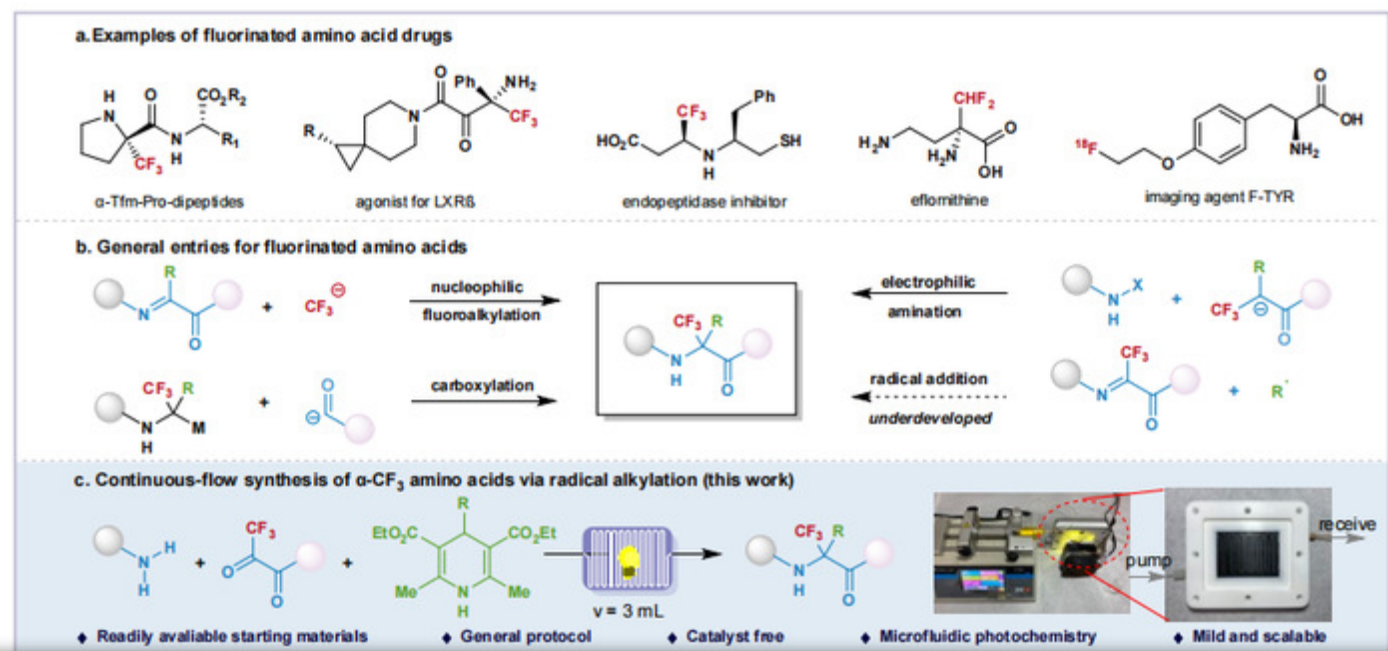 a. Examples of fluorinated amino acid drugs
H
N
O
CO₂R₂
N
H
R₁
CF₃
α-Tfm-Pro-dipeptides
R
N
O
Ph
NH₂
CF₃
O
agonist for LXRß
CF₃
Ph
HO₂C
N
H
SH
endopeptidase inhibitor
CHF₂
H₂N
H₂N
O
OH
eflornithine
¹⁸F
O
O
OH
NH₂
imaging agent F-TYR
b. General entries for fluorinated amino acids
R
N
O
+
CF₃
⊖
nucleophilic
fluoroalkylation
CF₃ R
N
H
O
electrophilic
amination
N
H
X
+
R
CF₃
⊖
O
CF₃ R
N
H
M
+
O
⊖
carboxylation
radical addition
underdeveloped
CF₃
N
O
+
R·
c. Continuous-flow synthesis of α-CF₃ amino acids via radical alkylation (this work)
N
H
H
+
CF₃
O
O
+
R
EtO₂C
CO₂Et
Me
N
H
Me
v = 3 mL
CF₃ R
N
H
O
pump
receive
♦ Readily avaliable starting materials
♦ General protocol
♦ Catalyst free
♦ Microfluidic photochemistry
♦ Mild and scalable